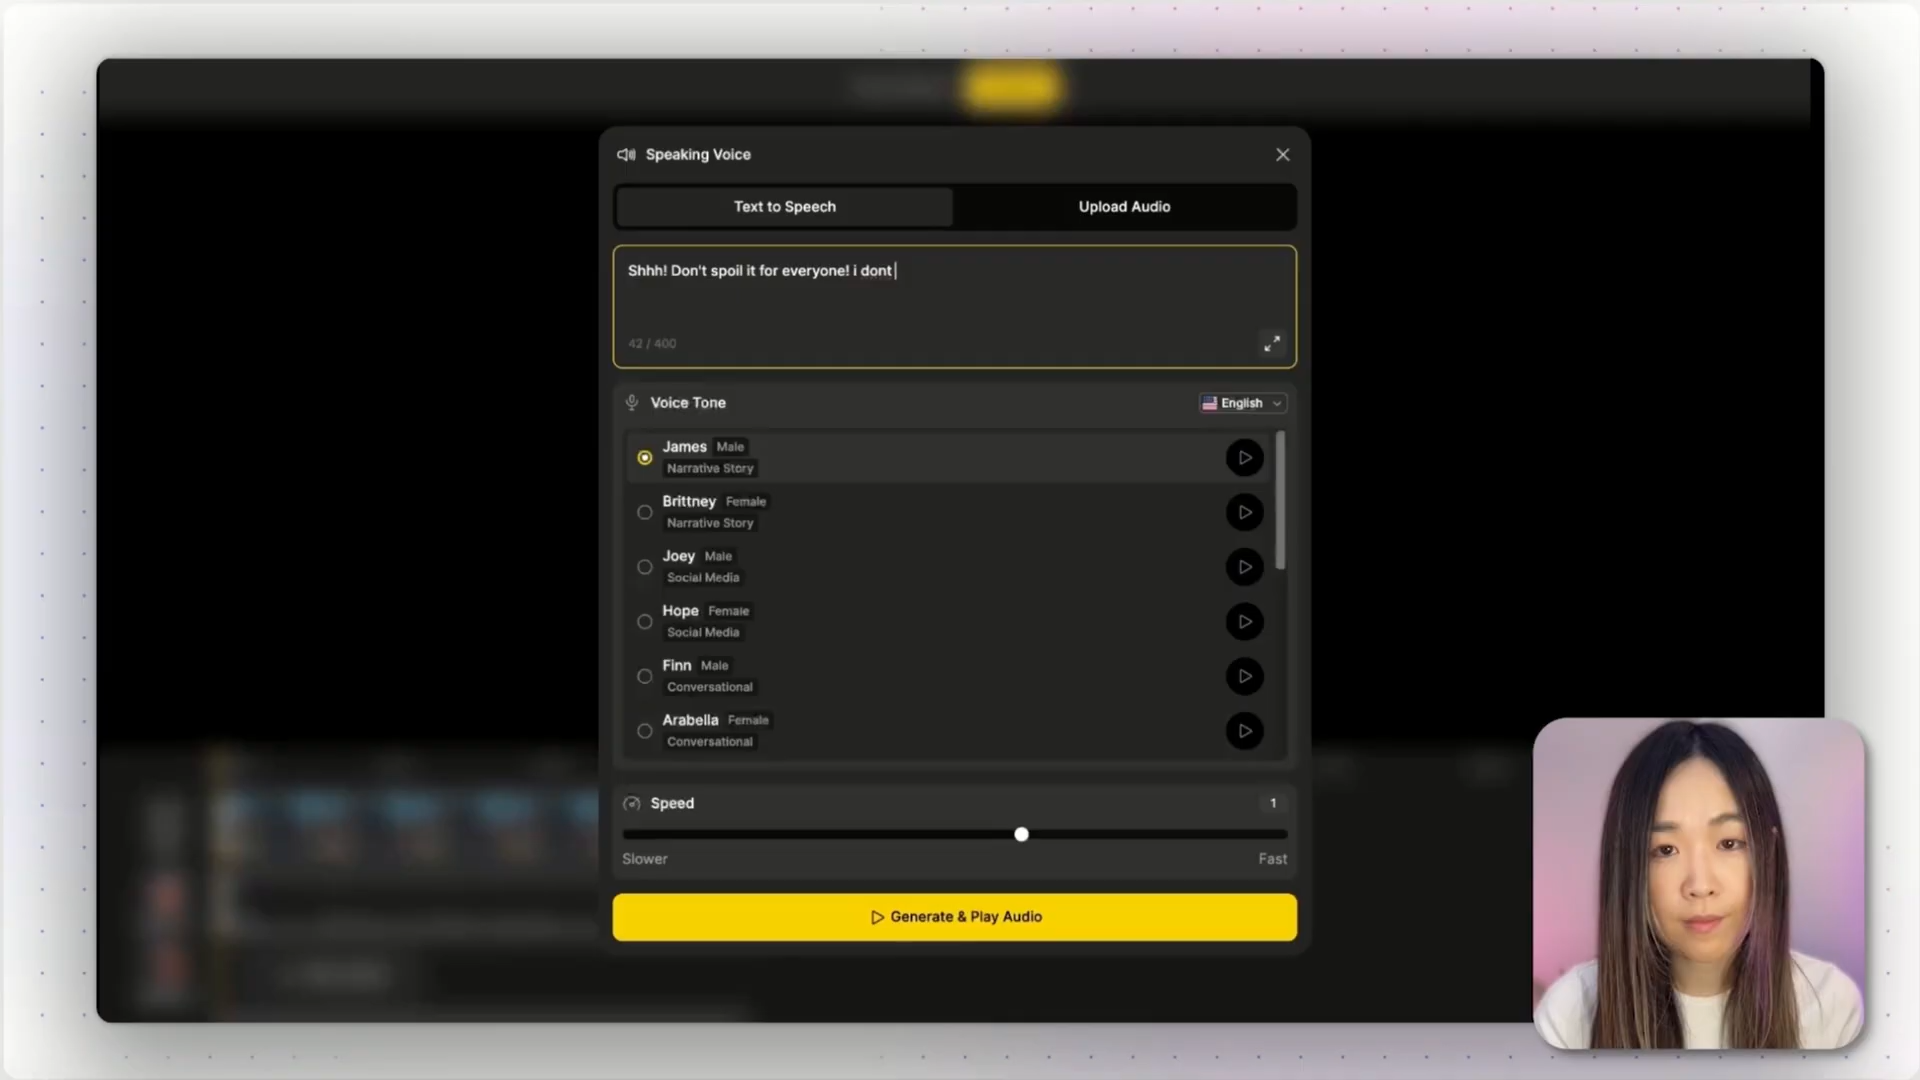 Speaking Voice
Text to Speech
Upload Audio
Shhh! Don't spoil it for everyone! i dont
42 / 400
Voice Tone
English
James Male
Narrative Story
Brittney Female
Narrative Story
Joey Male
Social Media
Hope Female
Social Media
Finn Male
Conversational
Arabella Female
Conversational
Speed
1
Slower
Fast
Generate & Play Audio